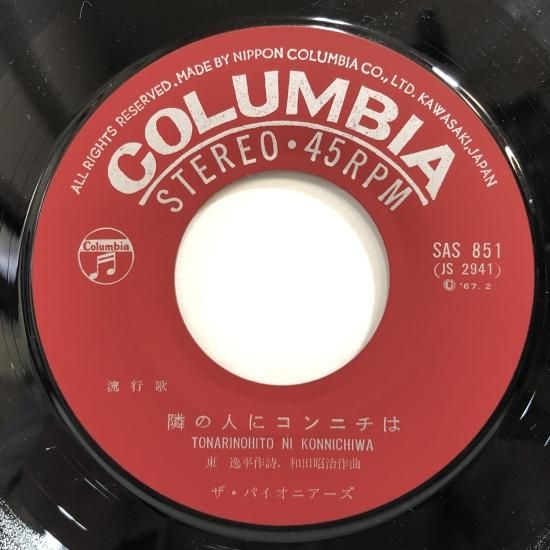 ALL RIGHTS RESERVED, MADE BY NIPPON COLUMBIA CO., LTD. KAWASAKI, JAPAN
COLUMBIA
STEREO・45RPM
Columbia
SAS 851
(JS 2941)
Ⓒ '67. 2
流行歌
隣の人にコンニチは
TONARINOHITO NI KONNICHIWA
東 逸平作詩, 和田昭治作曲
ザ・パイオニアーズ